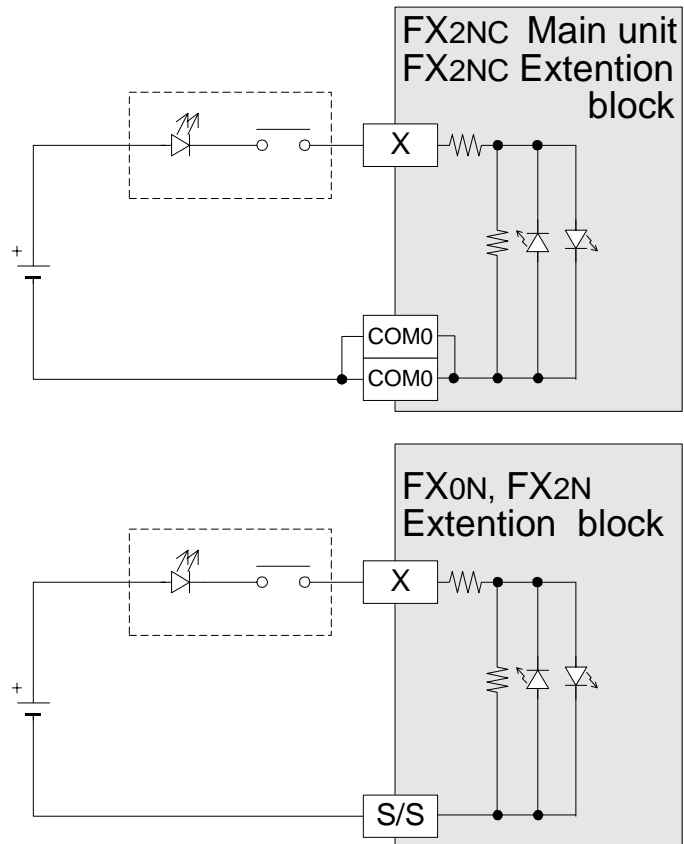 FX2NC Main unit
FX2NC Extention
block
X
+
COM0
COM0
FX0N, FX2N
Extention block
X
+
S/S